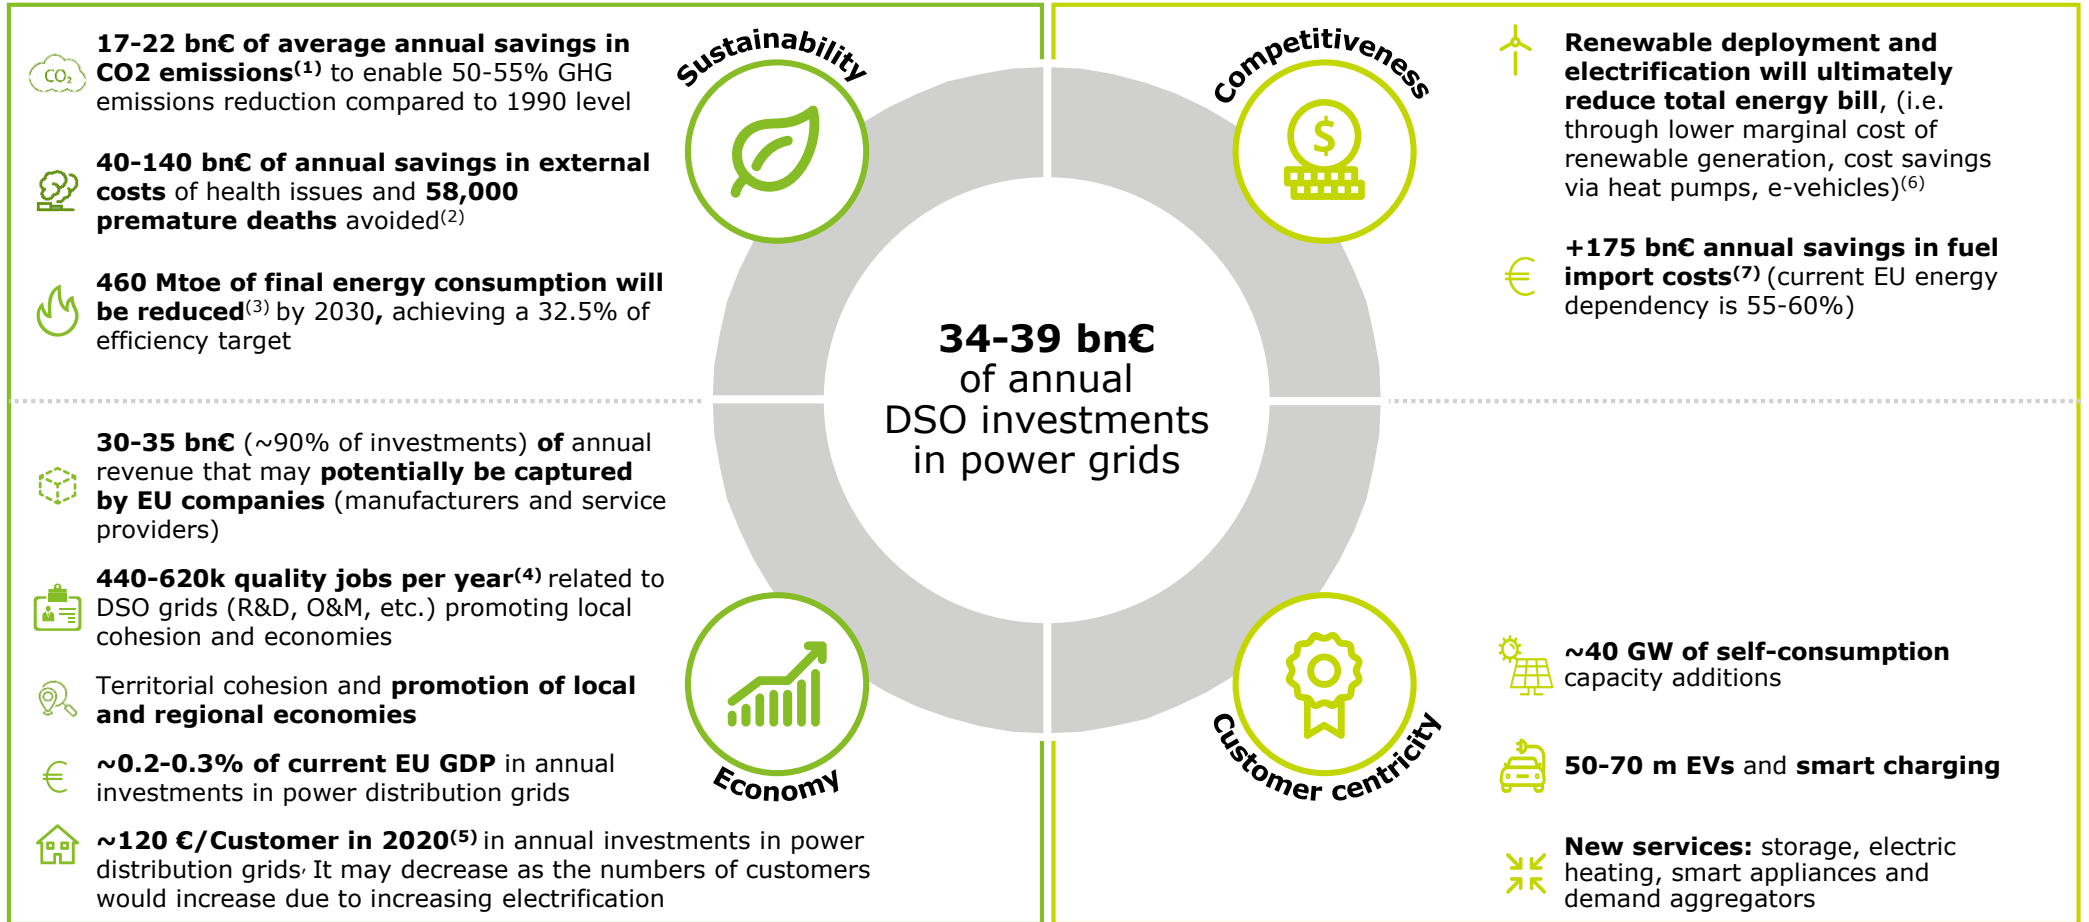 Sustainability
17-22 bn€ of average annual savings in
CO2 emissions(1) to enable 50-55% GHG
emissions reduction compared to 1990 level
CO₂
40-140 bn€ of annual savings in external
costs of health issues and 58,000
premature deaths avoided(2)
460 Mtoe of final energy consumption will
be reduced(3) by 2030, achieving a 32.5% of
efficiency target
Competitiveness
$
Renewable deployment and
electrification will ultimately
reduce total energy bill, (i.e.
through lower marginal cost of
renewable generation, cost savings
via heat pumps, e-vehicles)(6)
€
+175 bn€ annual savings in fuel
import costs(7) (current EU energy
dependency is 55-60%)
34-39 bn€
of annual
DSO investments
in power grids
30-35 bn€ (~90% of investments) of annual
revenue that may potentially be captured
by EU companies (manufacturers and service
providers)
440-620k quality jobs per year(4) related to
DSO grids (R&D, O&M, etc.) promoting local
cohesion and economies
Territorial cohesion and promotion of local
and regional economies
€
~0.2-0.3% of current EU GDP in annual
investments in power distribution grids
~120 €/Customer in 2020(5) in annual investments in power
distribution grids, It may decrease as the numbers of customers
would increase due to increasing electrification
Economy
Customer centricity
~40 GW of self-consumption
capacity additions
50-70 m EVs and smart charging
New services: storage, electric
heating, smart appliances and
demand aggregators